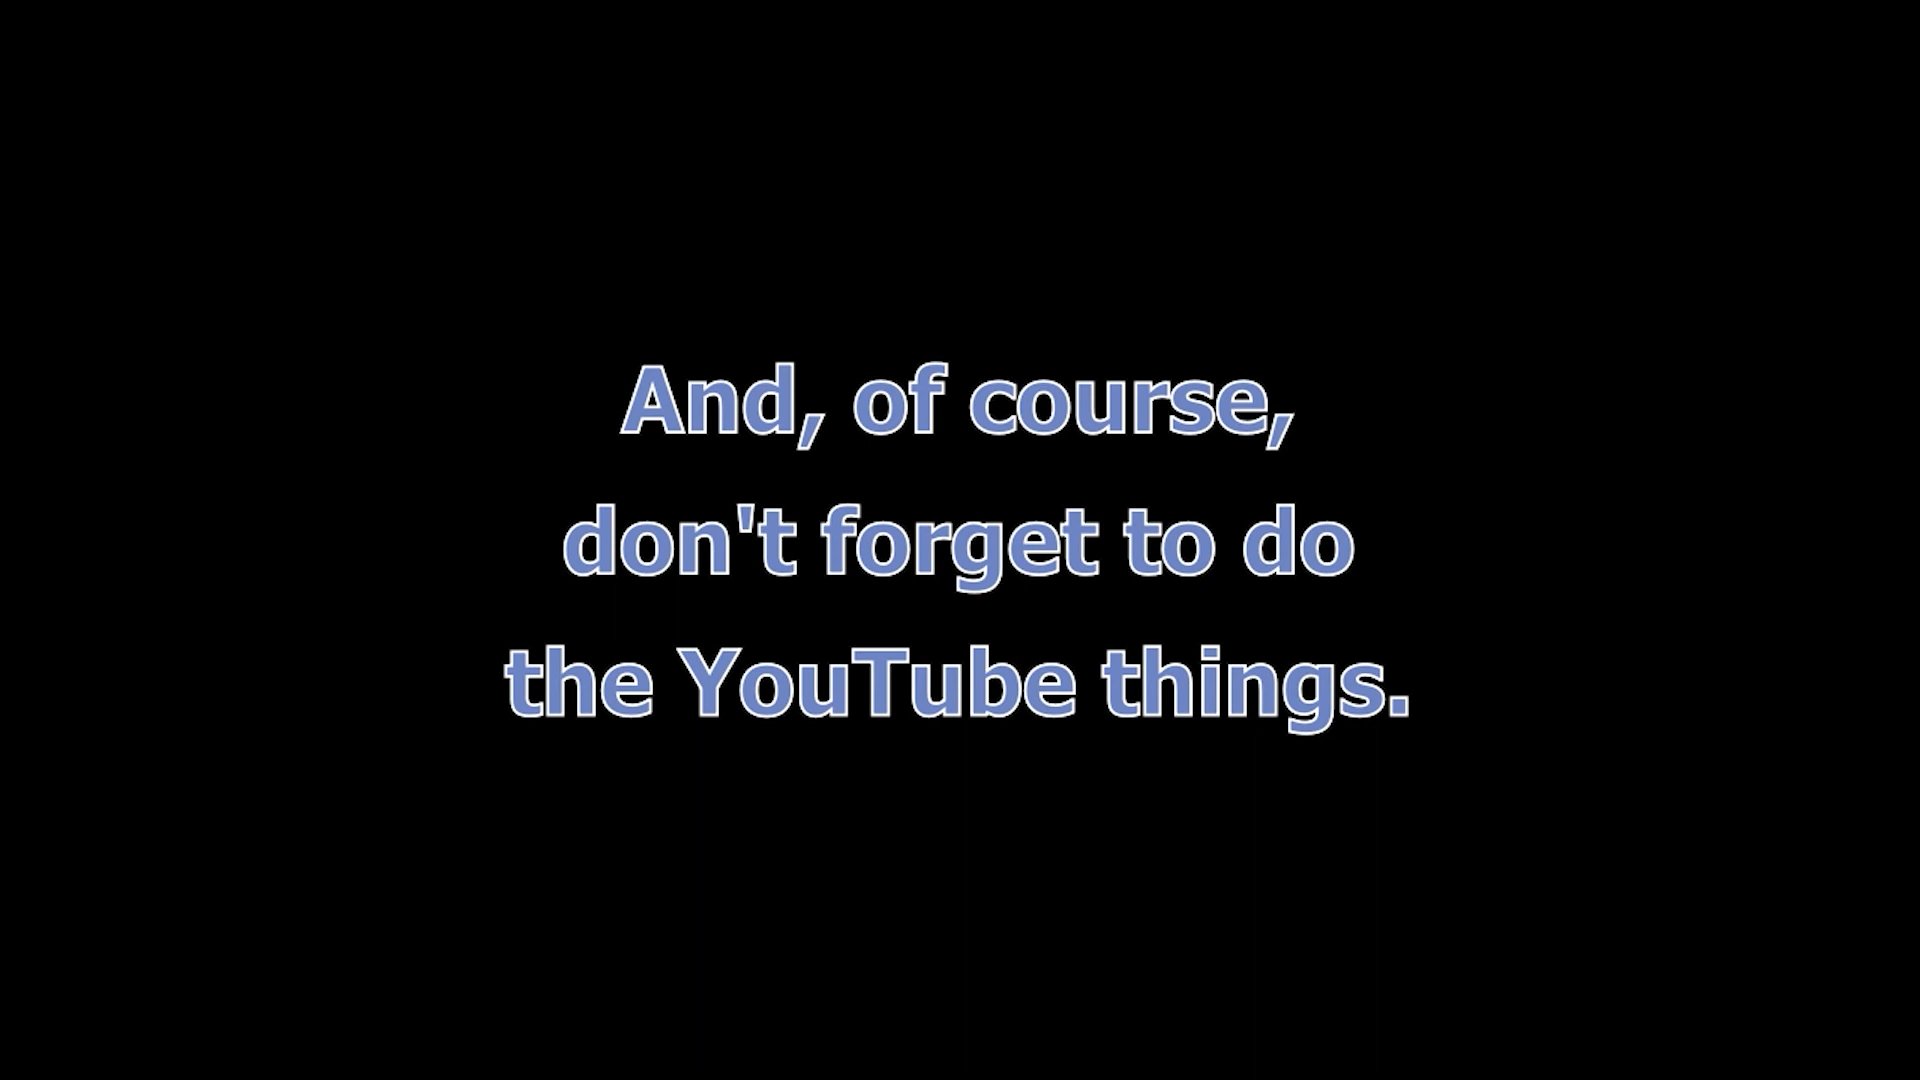 And, of course,
don't forget to do
the YouTube things.